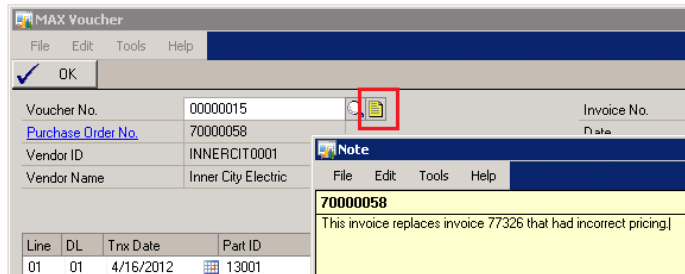 MAX Voucher
File Edit Tools Help
OK
Voucher No. 00000015 Invoice No.
Purchase Order No. 70000058 Date
Vendor ID INNERCIT0001
Vendor Name Inner City Electric
Note
File Edit Tools Help
70000058
This invoice replaces invoice 77326 that had incorrect pricing.
Line DL Tnx Date Part ID
01 01 4/16/2012 13001